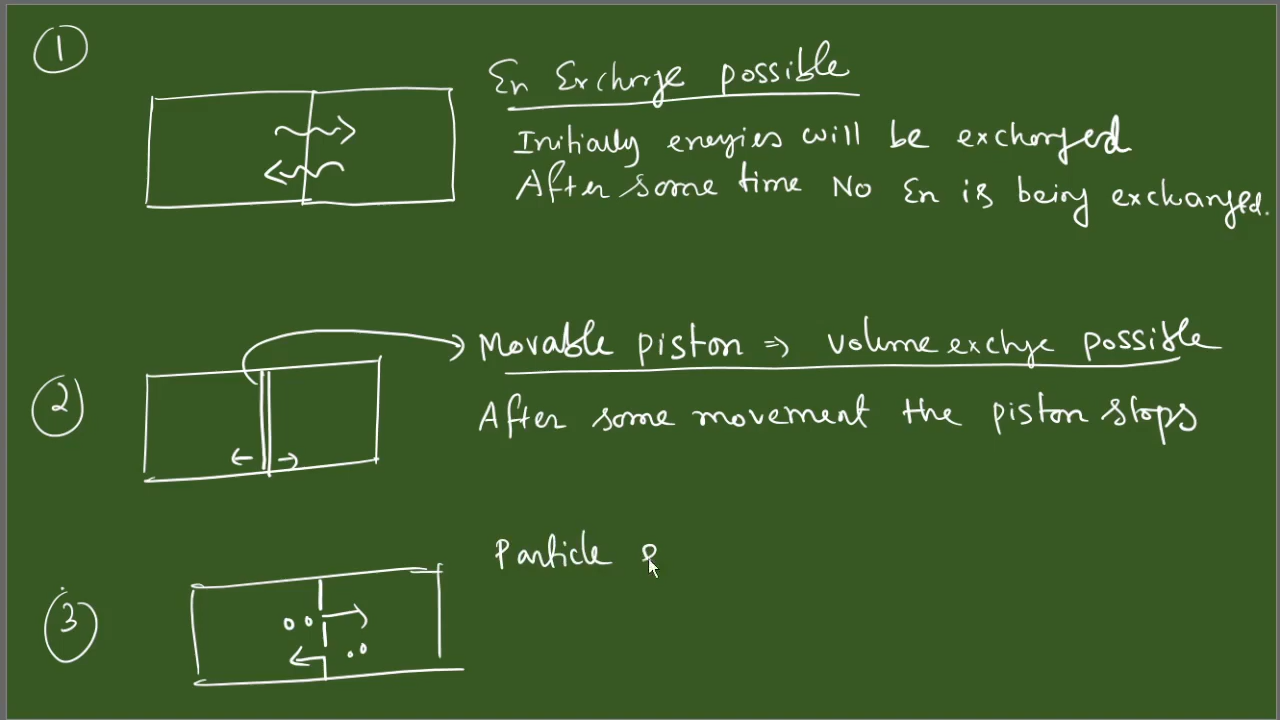 1
En Exchange possible
Initially energies will be exchanged
After some time No En is being exchanged.
2
Movable piston ⇒ volume exchge possible
After some movement the piston stops
3
Particle